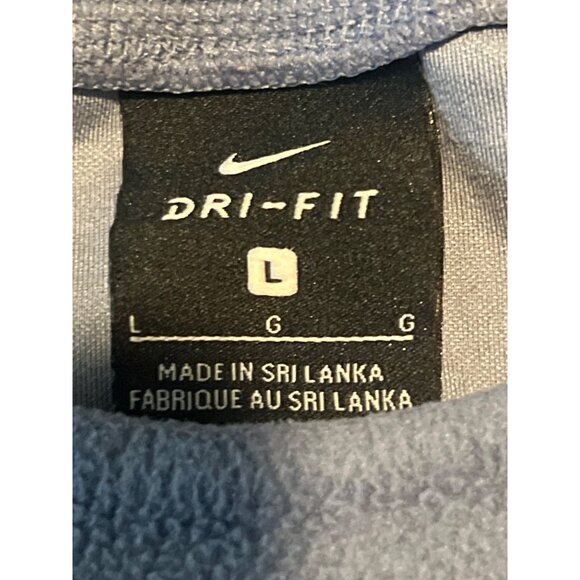 DRI-FIT
L
L G G
MADE IN SRI LANKA
FABRIQUE AU SRI LANKA